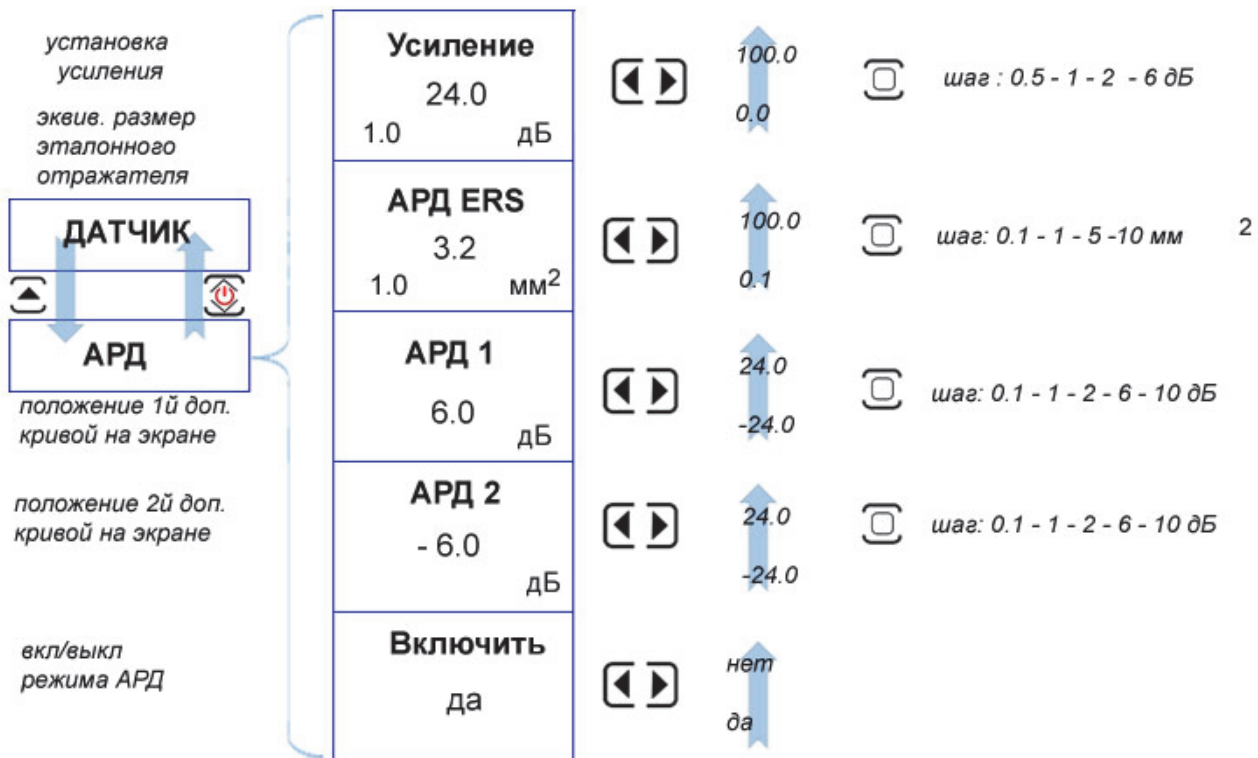 установка
усиления
эквив. размер
эталонного
отражателя
ДАТЧИК
АРД
положение 1й доп.
кривой на экране
положение 2й доп.
кривой на экране
вкл/выкл
режима АРД
Усиление
24.0
1.0 дБ
100.0
0.0
шаг : 0.5 - 1 - 2 - 6 дБ
АРД ERS
3.2
1.0 мм2
100.0
0.1
шаг: 0.1 - 1 - 5 -10 мм 2
АРД 1
6.0
дБ
24.0
-24.0
шаг: 0.1 - 1 - 2 - 6 - 10 дБ
АРД 2
- 6.0
дБ
24.0
-24.0
шаг: 0.1 - 1 - 2 - 6 - 10 дБ
Включить
да
нет
да